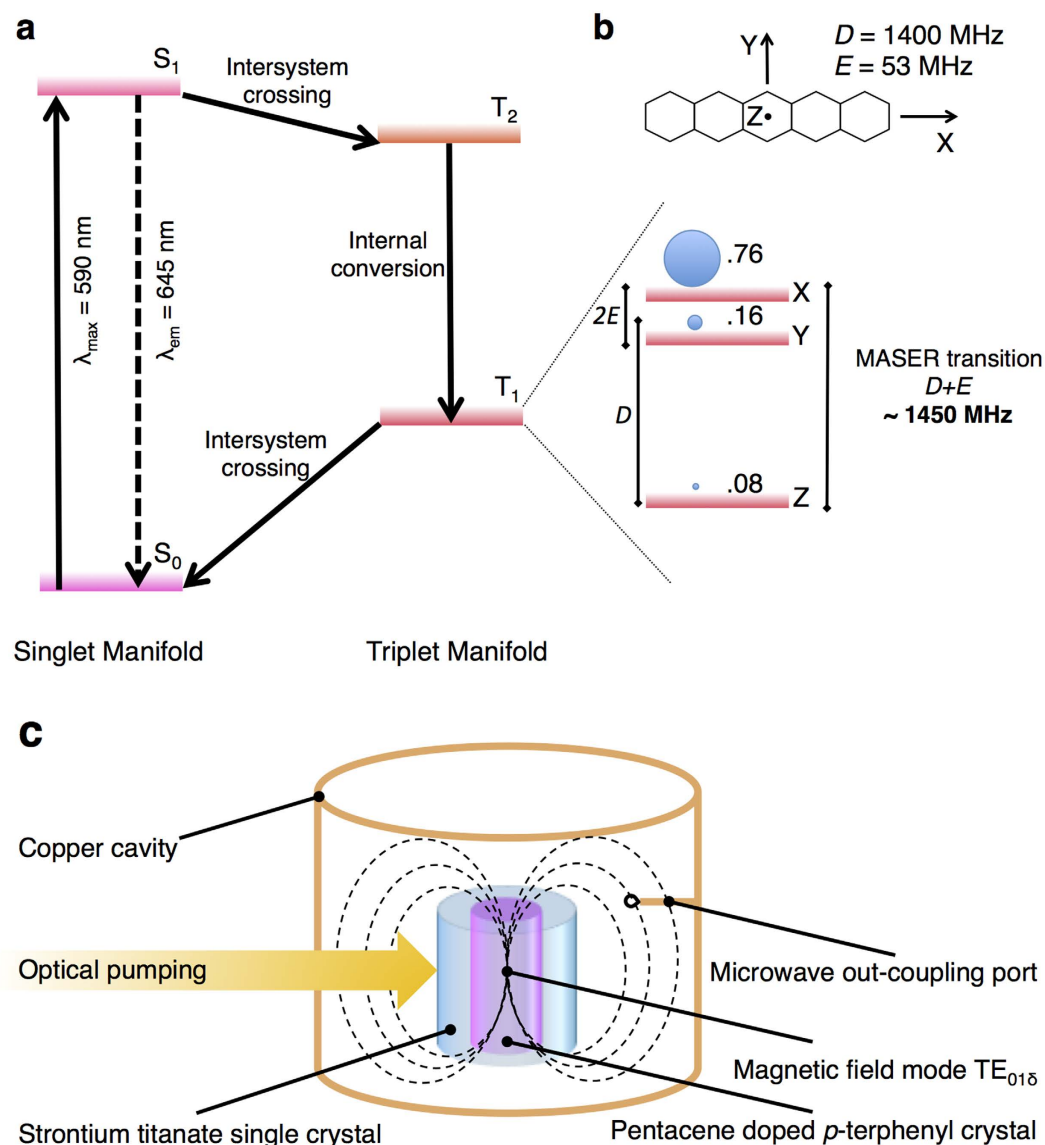 a
S1
Intersystem
crossing
T2
λmax = 590 nm
λem = 645 nm
Internal
conversion
T1
Intersystem
crossing
S0
Singlet Manifold
Triplet Manifold
b
Y
Z
X
D = 1400 MHz
E = 53 MHz
.76
X
2E
.16
Y
D
.08
Z
MASER transition
D+E
~ 1450 MHz
c
Copper cavity
Optical pumping
Microwave out-coupling port
Magnetic field mode TE01δ
Strontium titanate single crystal
Pentacene doped p-terphenyl crystal